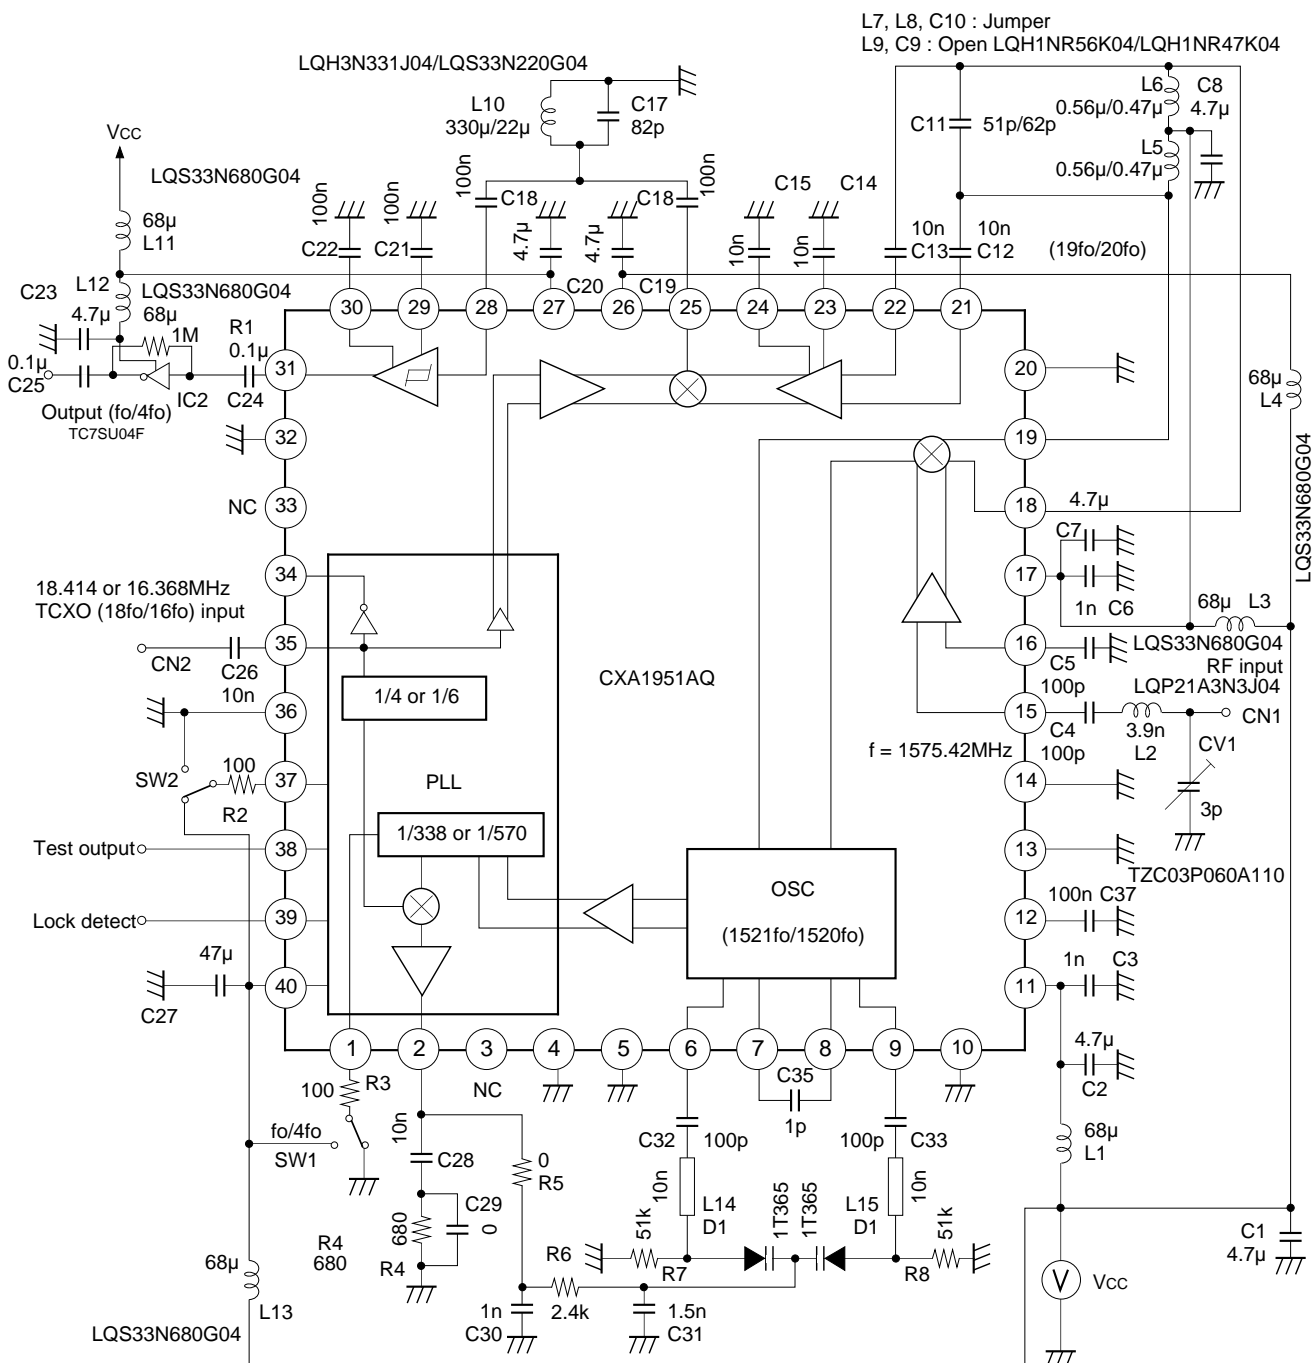 L7, L8, C10 : Jumper
L9, C9 : Open LQH1NR56K04/LQH1NR47K04
LQH3N331J04/LQS33N220G04
L10
330µ/22µ
C17
82p
C11
51p/62p
L6
0.56µ/0.47µ
C8
4.7µ
L5
0.56µ/0.47µ
VCC
LQS33N680G04
68µ
L11
100n
C22
100n
C21
100n
C18
4.7µ
C20
4.7µ
C19
C18
100n
C15
10n
C14
10n
10n
C13
10n
C12
(19fo/20fo)
L12
LQS33N680G04
68µ
C23
4.7µ
1M
R1
0.1µ
C24
0.1µ
C25
IC2
Output (fo/4fo)
TC7SU04F
30
29
28
27
26
25
24
23
22
21
31
20
68µ
L4
LQS33N680G04
32
19
NC
33
18
4.7µ
C7
34
17
1n
C6
68µ
L3
LQS33N680G04
18.414 or 16.368MHz
TCXO (18fo/16fo) input
CN2
C26
10n
35
16
C5
100p
RF input
LQP21A3N3J04
CXA1951AQ
1/4 or 1/6
36
15
C4
100p
3.9n
L2
CN1
CV1
3p
f = 1575.42MHz
SW2
100
R2
37
PLL
14
1/338 or 1/570
Test output
38
13
TZC03P060A110
OSC
(1521fo/1520fo)
Lock detect
39
12
100n
C37
47µ
C27
40
11
1n
C3
1
2
3
4
5
6
7
8
9
10
4.7µ
C2
NC
R3
100
fo/4fo
SW1
10n
C28
C35
1p
C32
100p
100p
C33
68µ
L1
0
R5
10n
L14
D1
1T365
1T365
L15
D1
10n
C29
0
680
R4
R4
680
51k
R7
51k
R8
C1
4.7µ
68µ
L13
R6
2.4k
1n
C30
1.5n
C31
V
VCC
LQS33N680G04